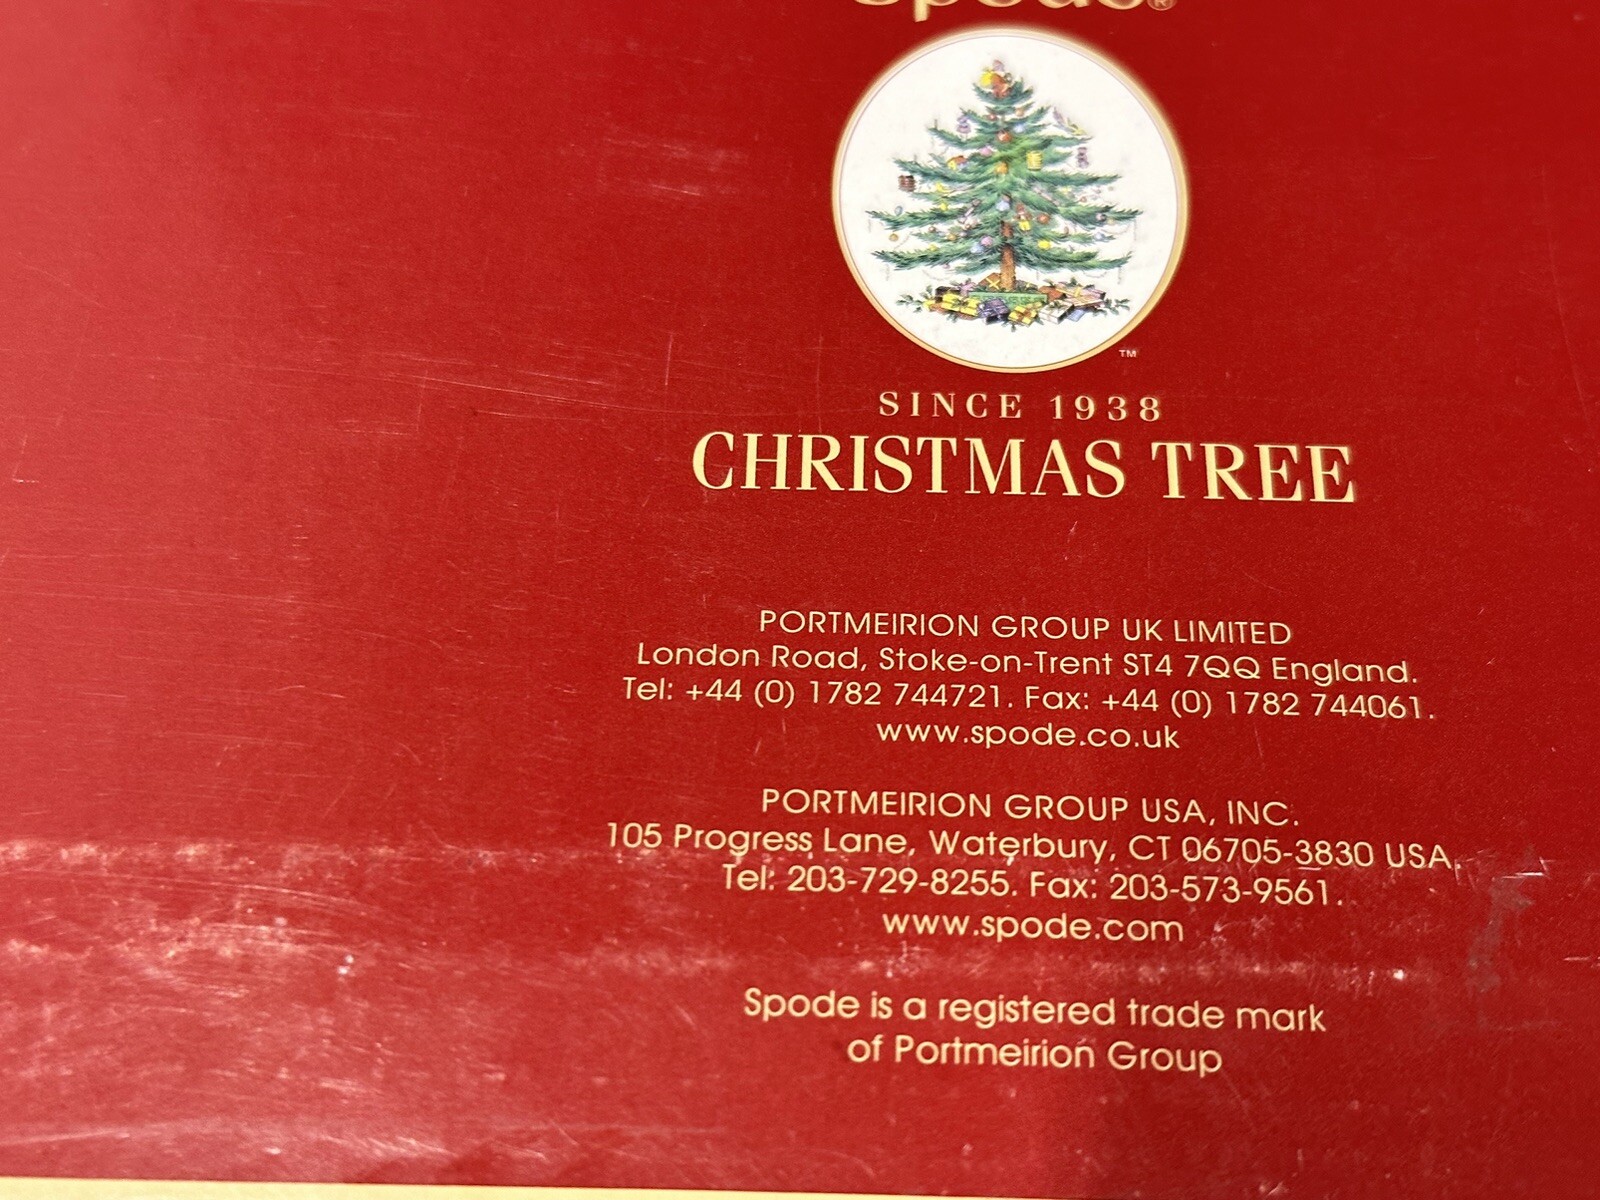 Spode®
TM
SINCE 1938
CHRISTMAS TREE
PORTMEIRION GROUP UK LIMITED
London Road, Stoke-on-Trent ST4 7QQ England.
Tel: +44 (0) 1782 744721. Fax: +44 (0) 1782 744061.
www.spode.co.uk
PORTMEIRION GROUP USA, INC.
105 Progress Lane, Waterbury, CT 06705-3830 USA.
Tel: 203-729-8255. Fax: 203-573-9561.
www.spode.com
Spode is a registered trade mark
of Portmeirion Group